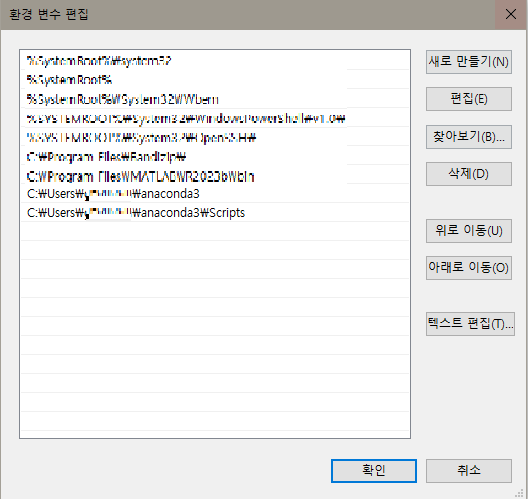 환경 변수 편집
%SystemRoot%₩system32
%SystemRoot%
%SystemRoot%₩System32₩Wbem
%SYSTEMROOT%₩System32₩WindowsPowerShell₩v1.0₩
%SYSTEMROOT%₩System32₩OpenSSH₩
C:₩Program Files₩Bandizip₩
C:₩Program Files₩MATLAB₩R2023b₩bin
C:₩Users₩ ₩anaconda3
C:₩Users₩ ₩anaconda3₩Scripts
새로 만들기(N)
편집(E)
찾아보기(B)...
삭제(D)
위로 이동(U)
아래로 이동(O)
텍스트 편집(T)...
확인
취소